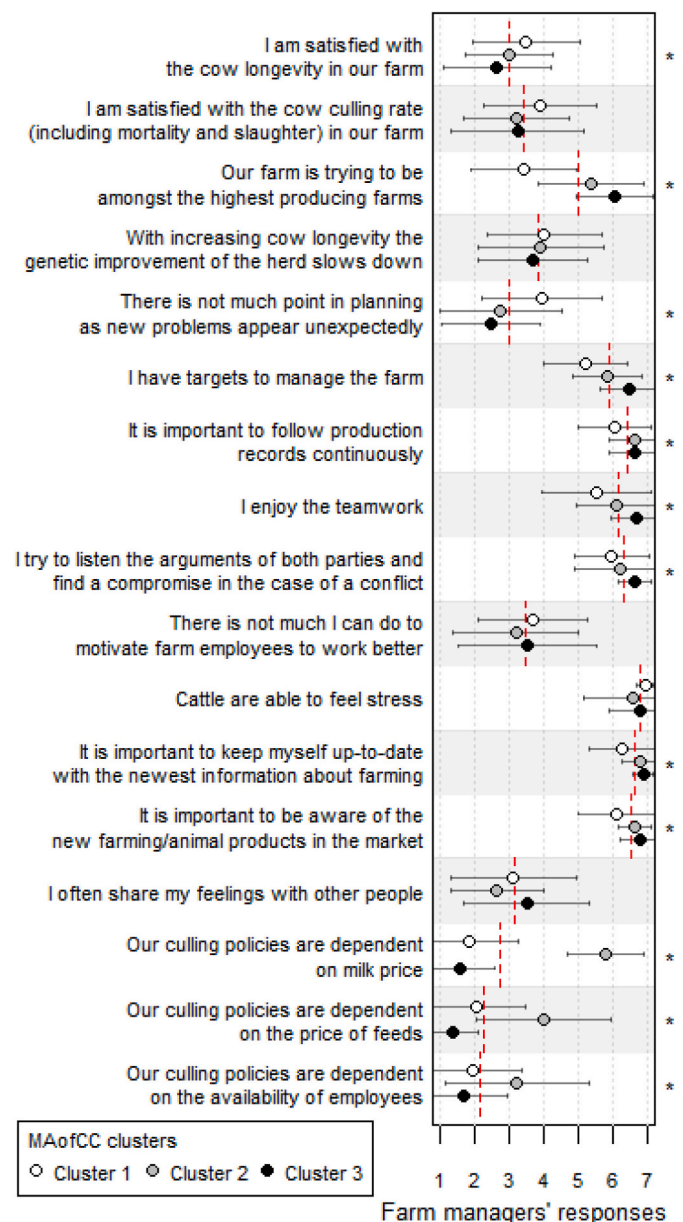 I am satisfied with
the cow longevity in our farm
*
I am satisfied with the cow culling rate
(including mortality and slaughter) in our farm
Our farm is trying to be
amongst the highest producing farms
*
With increasing cow longevity the
genetic improvement of the herd slows down
There is not much point in planning
as new problems appear unexpectedly
*
I have targets to manage the farm
*
It is important to follow production
records continuously
*
I enjoy the teamwork
*
I try to listen the arguments of both parties and
find a compromise in the case of a conflict
*
There is not much I can do to
motivate farm employees to work better
Cattle are able to feel stress
It is important to keep myself up-to-date
with the newest information about farming
*
It is important to be aware of the
new farming/animal products in the market
*
I often share my feelings with other people
Our culling policies are dependent
on milk price
*
Our culling policies are dependent
on the price of feeds
*
Our culling policies are dependent
on the availability of employees
*
MAofCC clusters
Cluster 1 Cluster 2 Cluster 3
1 2 3 4 5 6 7
Farm managers' responses